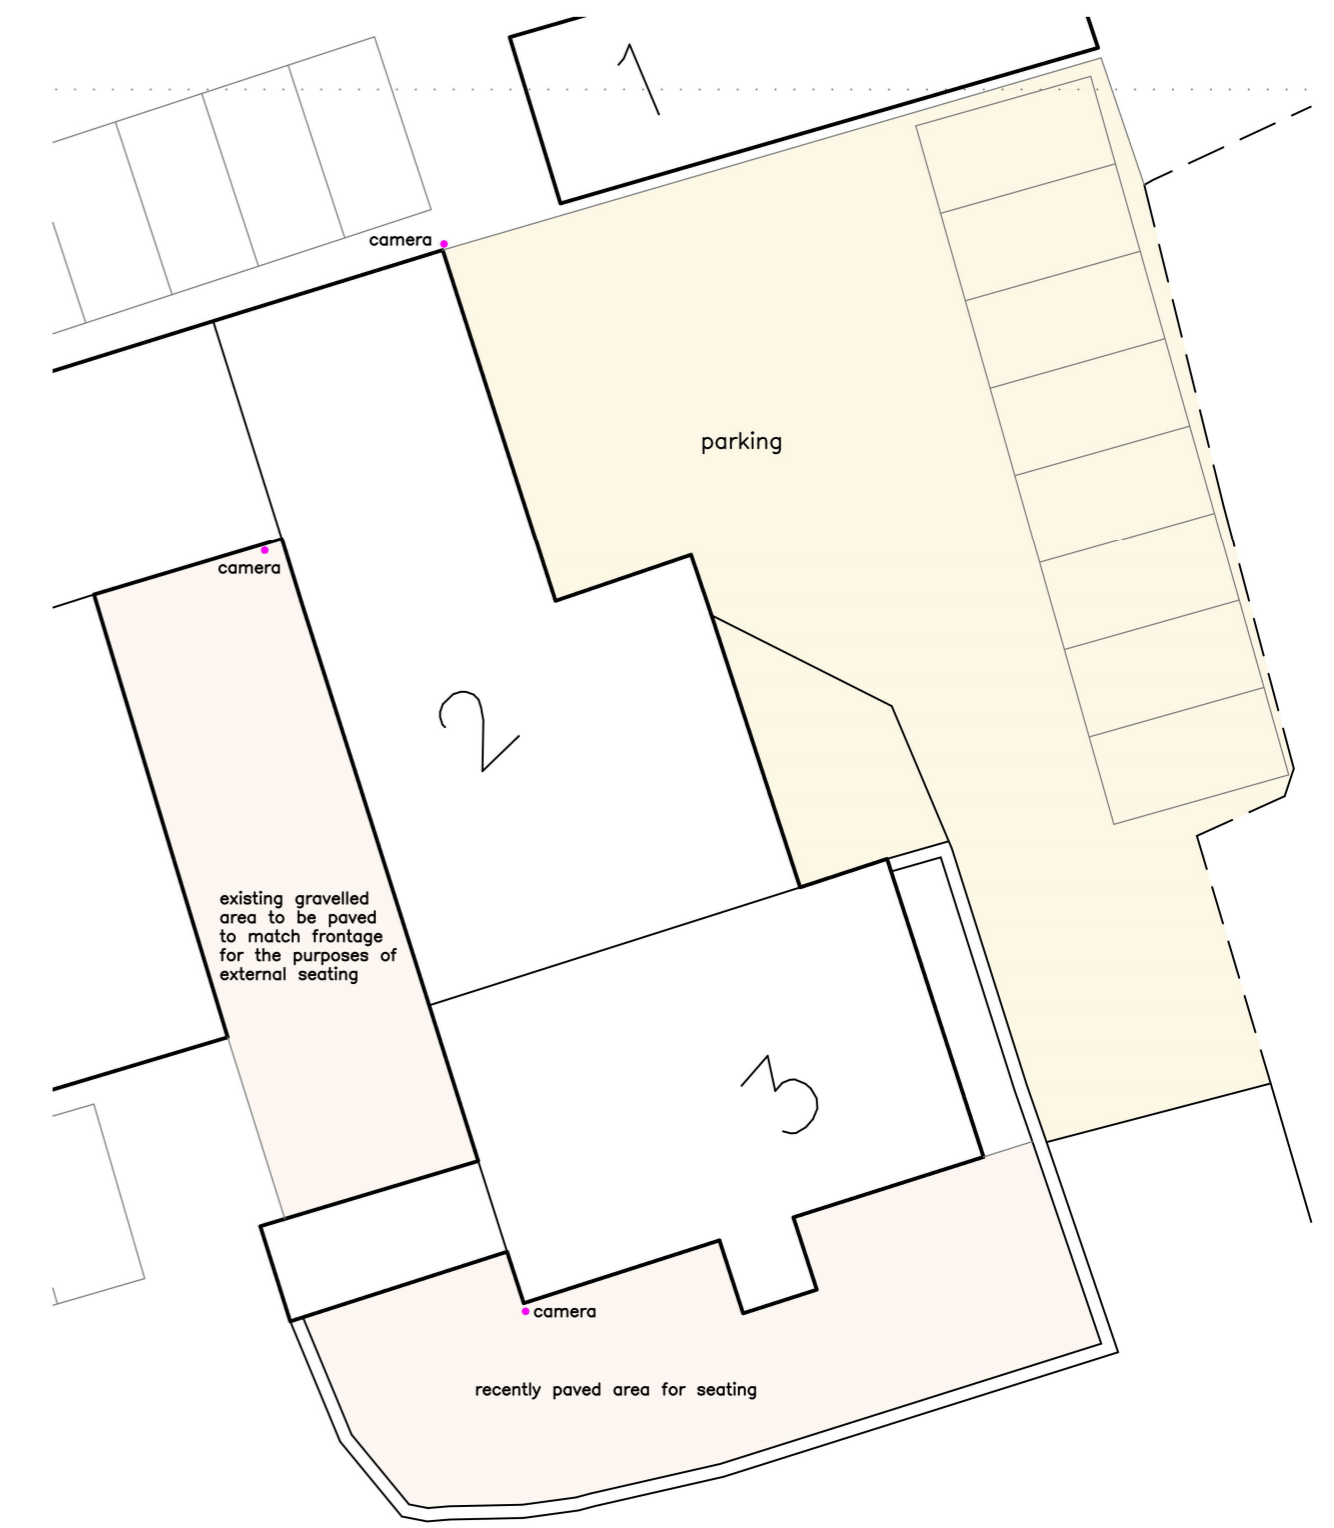 1
camera
parking
camera
2
existing gravelled
area to be paved
to match frontage
for the purposes of
external seating
3
camera
recently paved area for seating